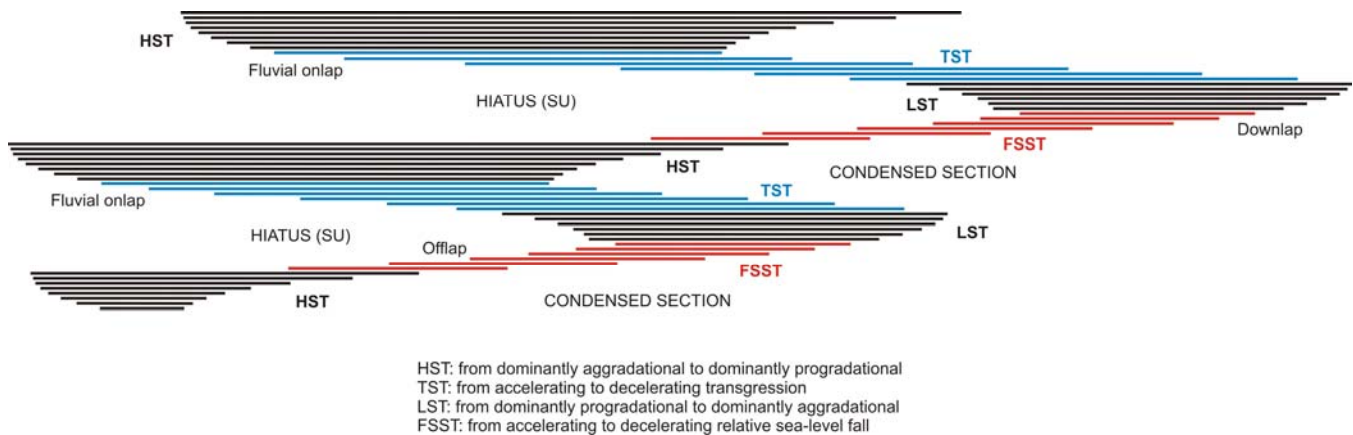 HST
TST
Fluvial onlap
HIATUS (SU)
LST
Downlap
FSST
HST
CONDENSED SECTION
TST
Fluvial onlap
HIATUS (SU)
LST
Offlap
FSST
HST
CONDENSED SECTION
HST: from dominantly aggradational to dominantly progradational
TST: from accelerating to decelerating transgression
LST: from dominantly progradational to dominantly aggradational
FSST: from accelerating to decelerating relative sea-level fall